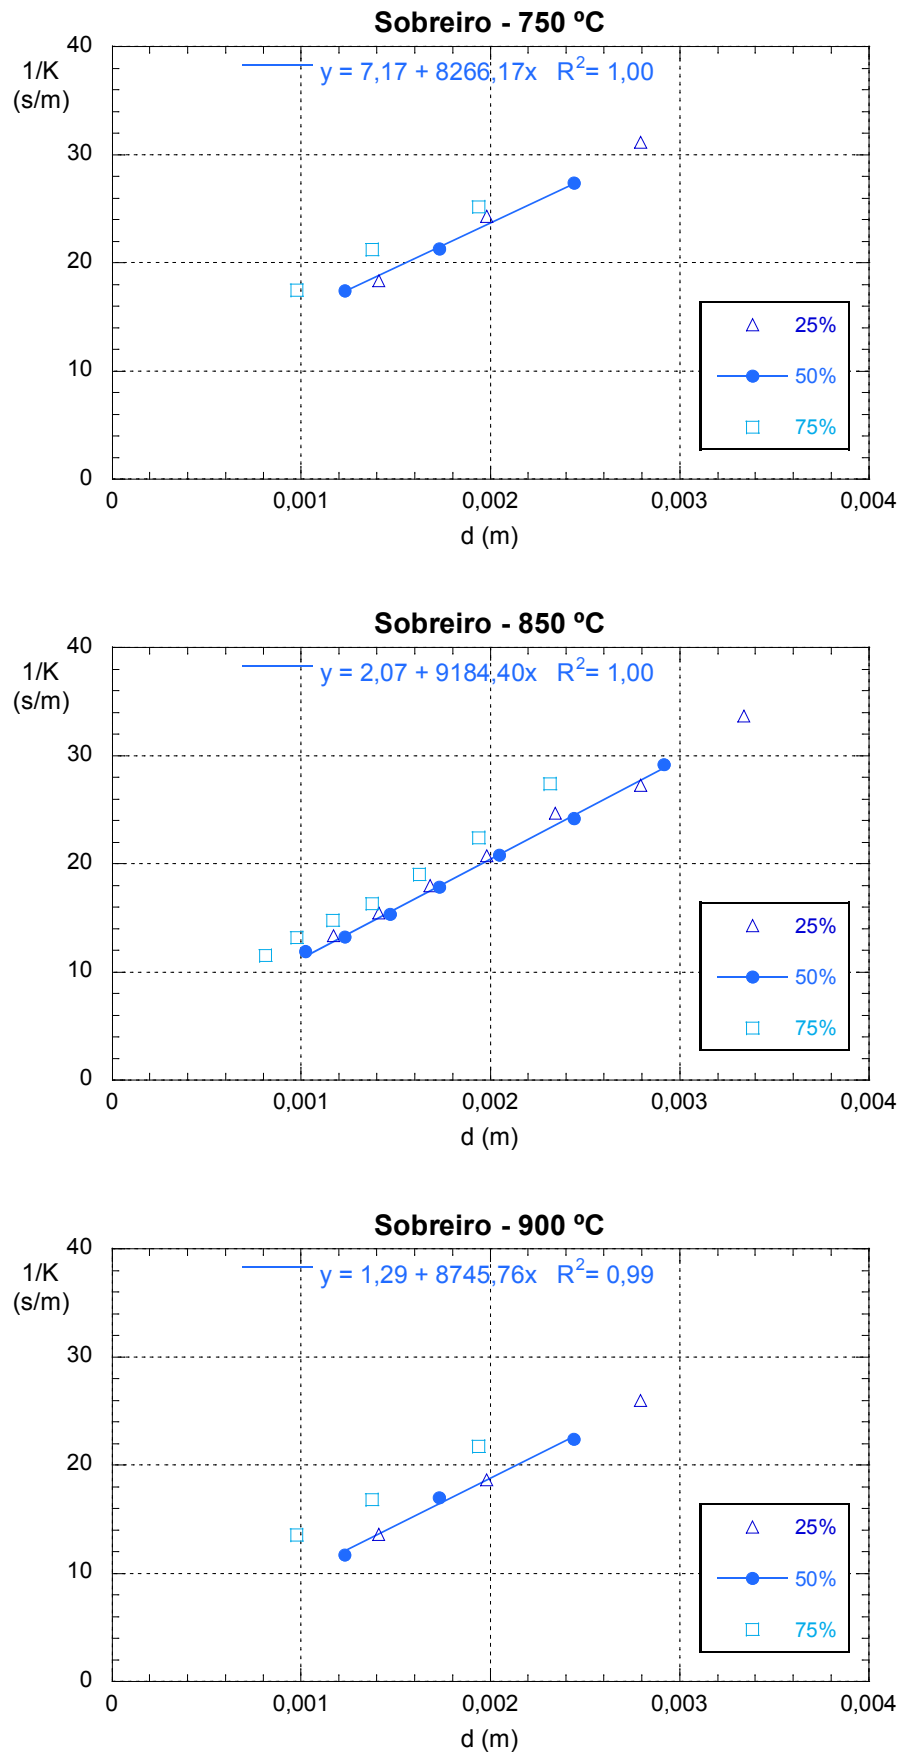 Sobreiro - 750 ºC
40
1/K
(s/m)
y = 7,17 + 8266,17x R²= 1,00
30
20
25%
50%
75%
10
0
0 0,001 0,002 0,003 0,004
d (m)
Sobreiro - 850 ºC
40
1/K
(s/m)
y = 2,07 + 9184,40x R²= 1,00
30
20
25%
50%
75%
10
0
0 0,001 0,002 0,003 0,004
d (m)
Sobreiro - 900 ºC
40
1/K
(s/m)
y = 1,29 + 8745,76x R²= 0,99
30
20
25%
50%
75%
10
0
0 0,001 0,002 0,003 0,004
d (m)